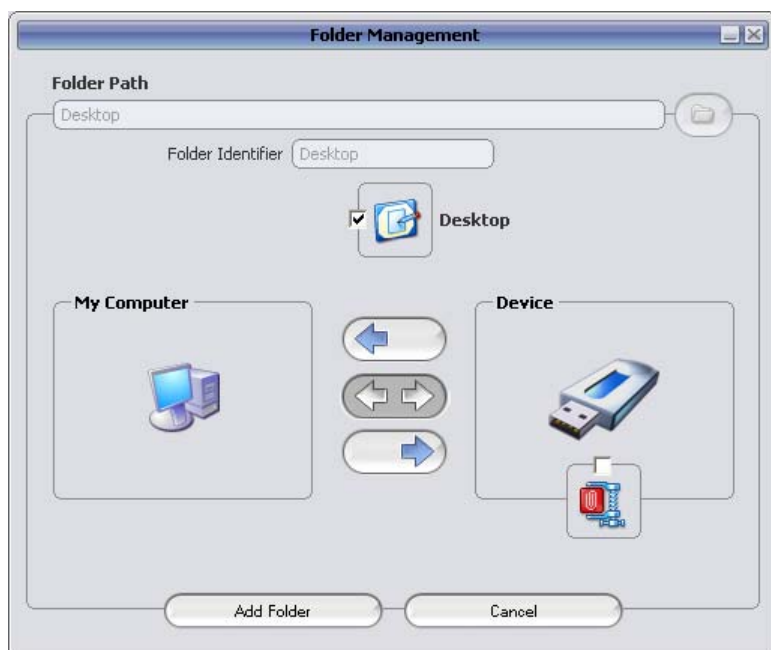 Folder Management
Folder Path
Desktop
Folder Identifier Desktop
Desktop
My Computer Device
Add Folder Cancel